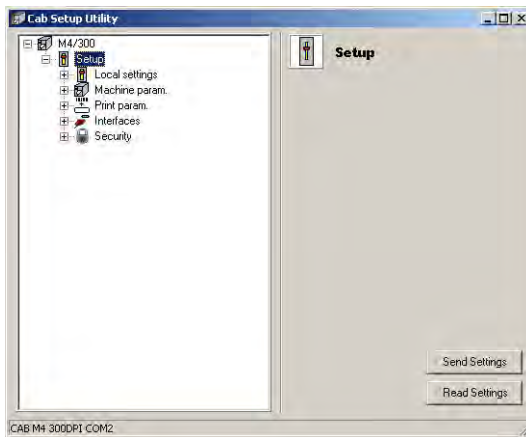 Cab Setup Utility
M4/300
Setup
Local settings
Machine param.
Print param.
Interfaces
Security
Setup
Send Settings
Read Settings
CAB M4 300DPI COM2